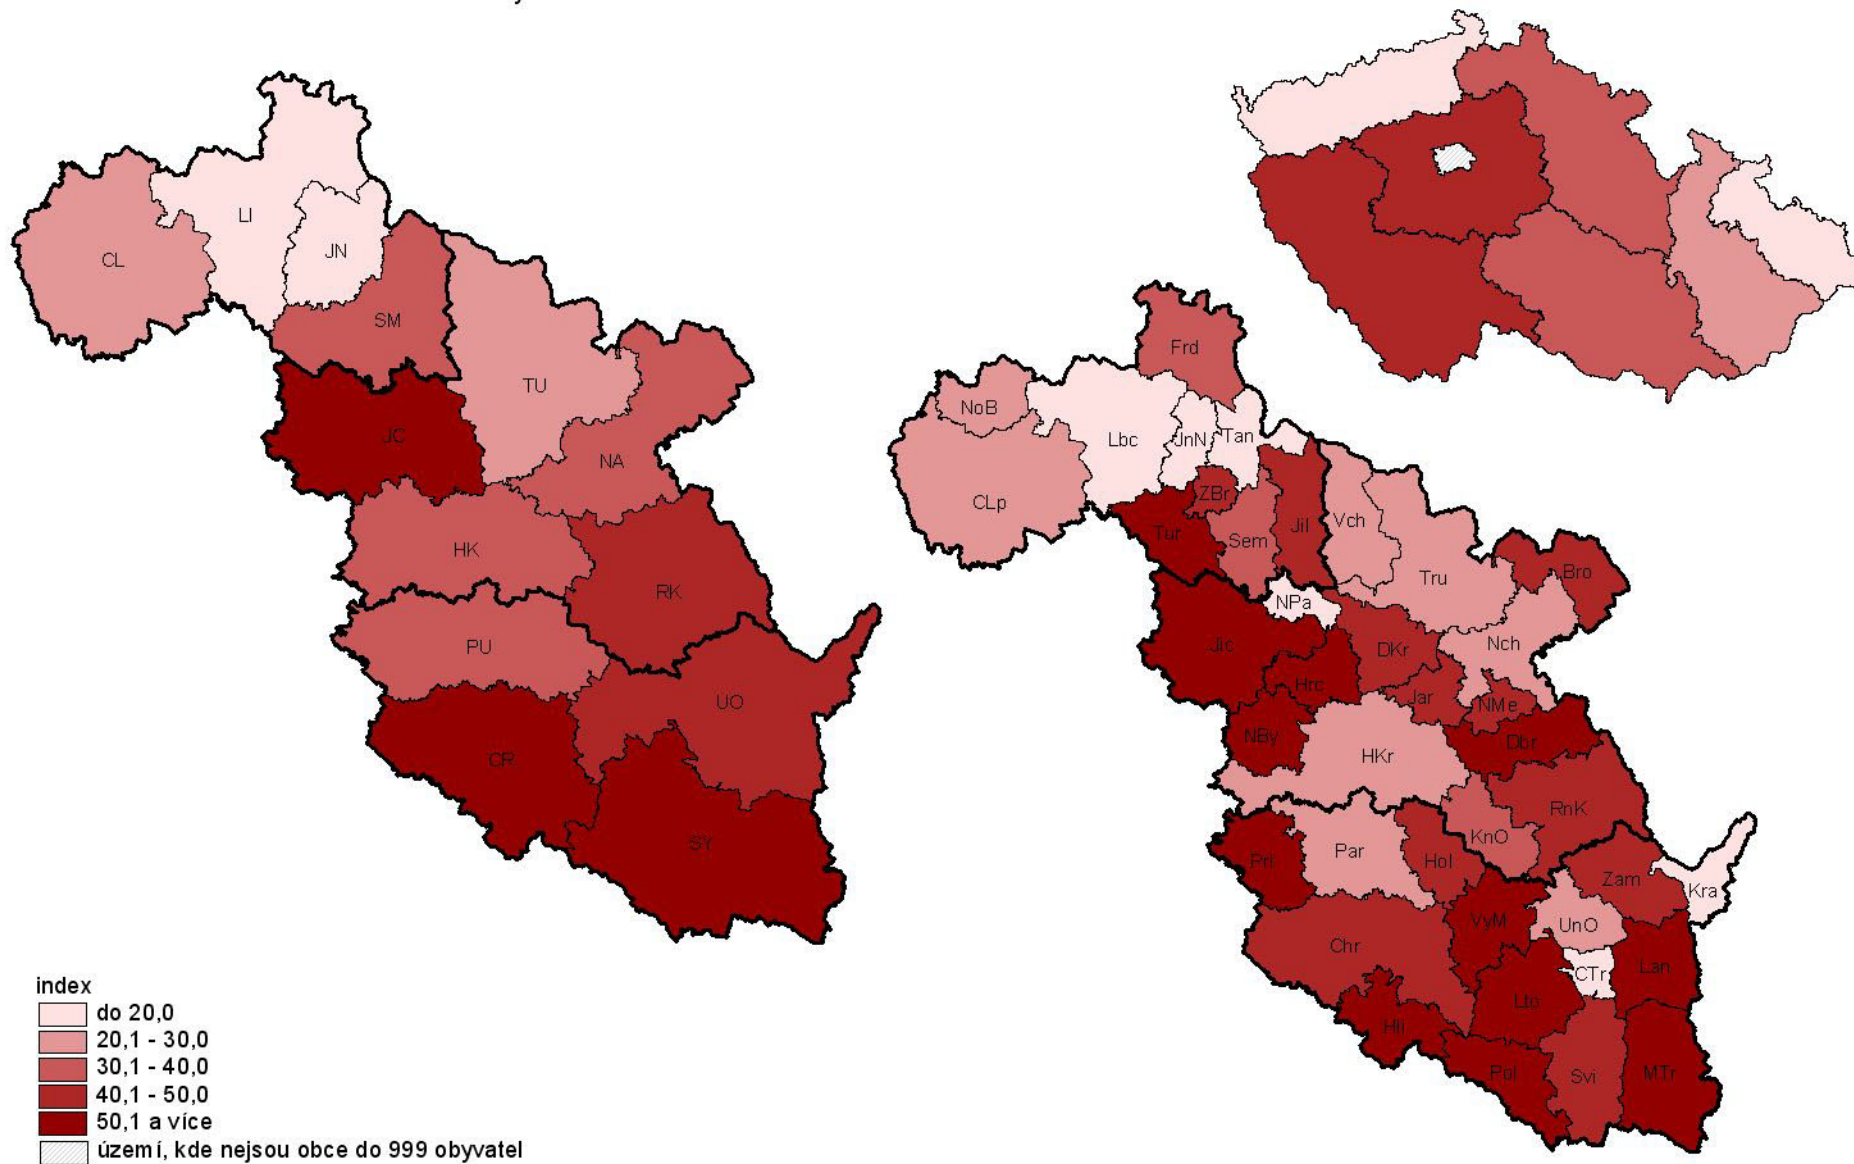 LI
JN
CL
SM
TU
JC
NA
HK
RK
PU
UO
CR
SY
Frd
NoB
Lbc
JnN
Tan
CLp
ZBr
Tur
Sem
Jil
Vch
Tru
Bro
NPa
Jic
DKr
Nch
Hrc
Jar
NMe
NBy
HKr
Dbr
RnK
KnO
Par
Hol
Zam
Kra
VyM
UnO
Chr
CTr
Lan
Pol
Svi
MTr
index
do 20,0
20,1 - 30,0
30,1 - 40,0
40,1 - 50,0
50,1 a více
území, kde nejsou obce do 999 obyvatel